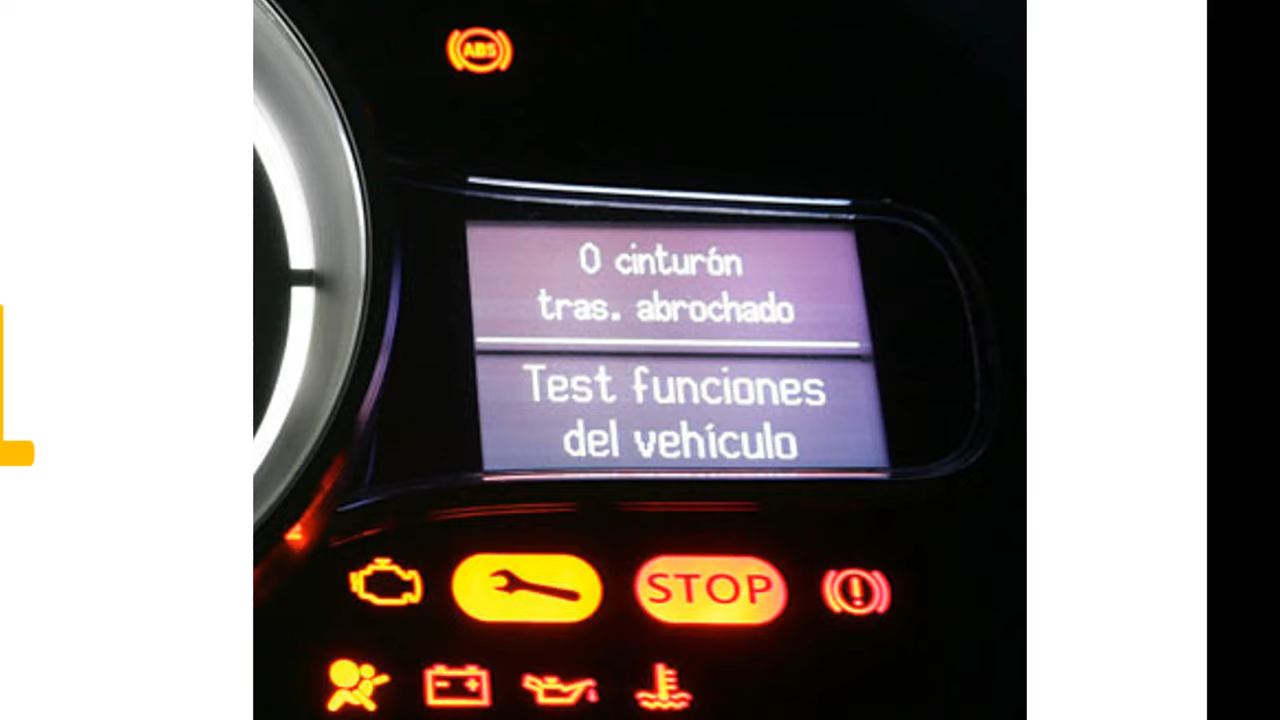 ABS
0 cinturón
tras. abrochado
Test funciones
del vehículo
STOP